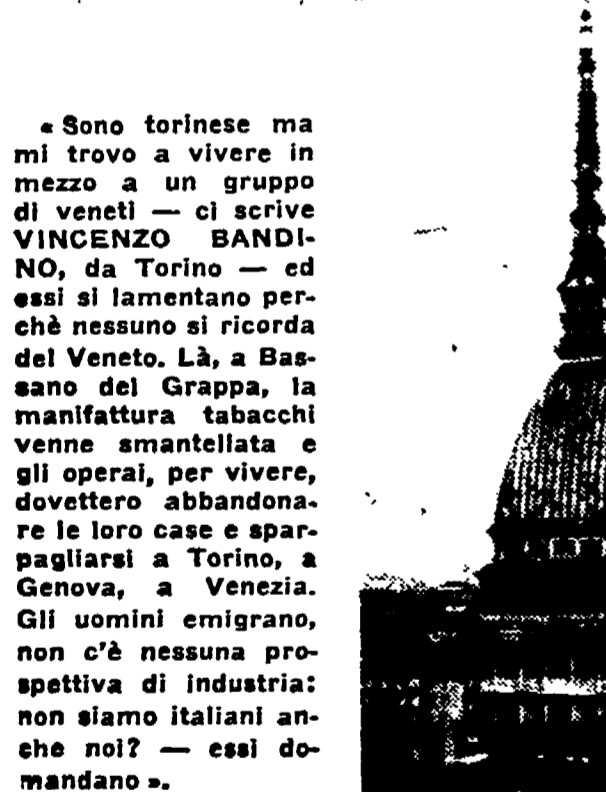 « Sono torinese ma
mi trovo a vivere in
mezzo a un gruppo
di veneti — ci scrive
VINCENZO BANDI-
NO, da Torino — ed
essi si lamentano per-
chè nessuno si ricorda
del Veneto. Là, a Bas-
sano del Grappa, la
manifattura tabacchi
venne smantellata e
gli operai, per vivere,
dovettero abbandona-
re le loro case e spar-
pagliarsi a Torino, a
Genova, a Venezia.
Gli uomini emigrano,
non c'è nessuna pro-
spettiva di industria:
non siamo italiani an-
che noi? — essi do-
mandano ».